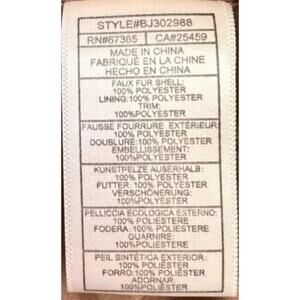 STYLE#BJ302988
RN#67365 CA#25459
MADE IN CHINA
FABRIQUÉ EN LA CHINE
HECHO EN CHINA
FAUX FUR SHELL:
100% POLYESTER
LINING:100% POLYESTER
TRIM:
100%POLYESTER
FAUSSE FOURRURE EXTÉRIEUR:
100% POLYESTER
DOUBLURE:100% POLYESTER
EMBELLISSEMENT:
100%POLYESTER
KUNSTPELZE AUßERHALB:
100% POLYESTER
FUTTER:100% POLYESTER
VERSCHÖNERUNG:
100%POLYESTER
PELLICCIA ECOLOGICA ESTERNO:
100% POLIESTERE
FODERA:100% POLIESTERE
GUARNIRE:
100%POLIESTERE
PEIL SINTÉTICA EXTERIOR:
100% POLIÉSTER
FORRO:100% POLIÉSTER
ADORNAR:
100%POLIÉSTER